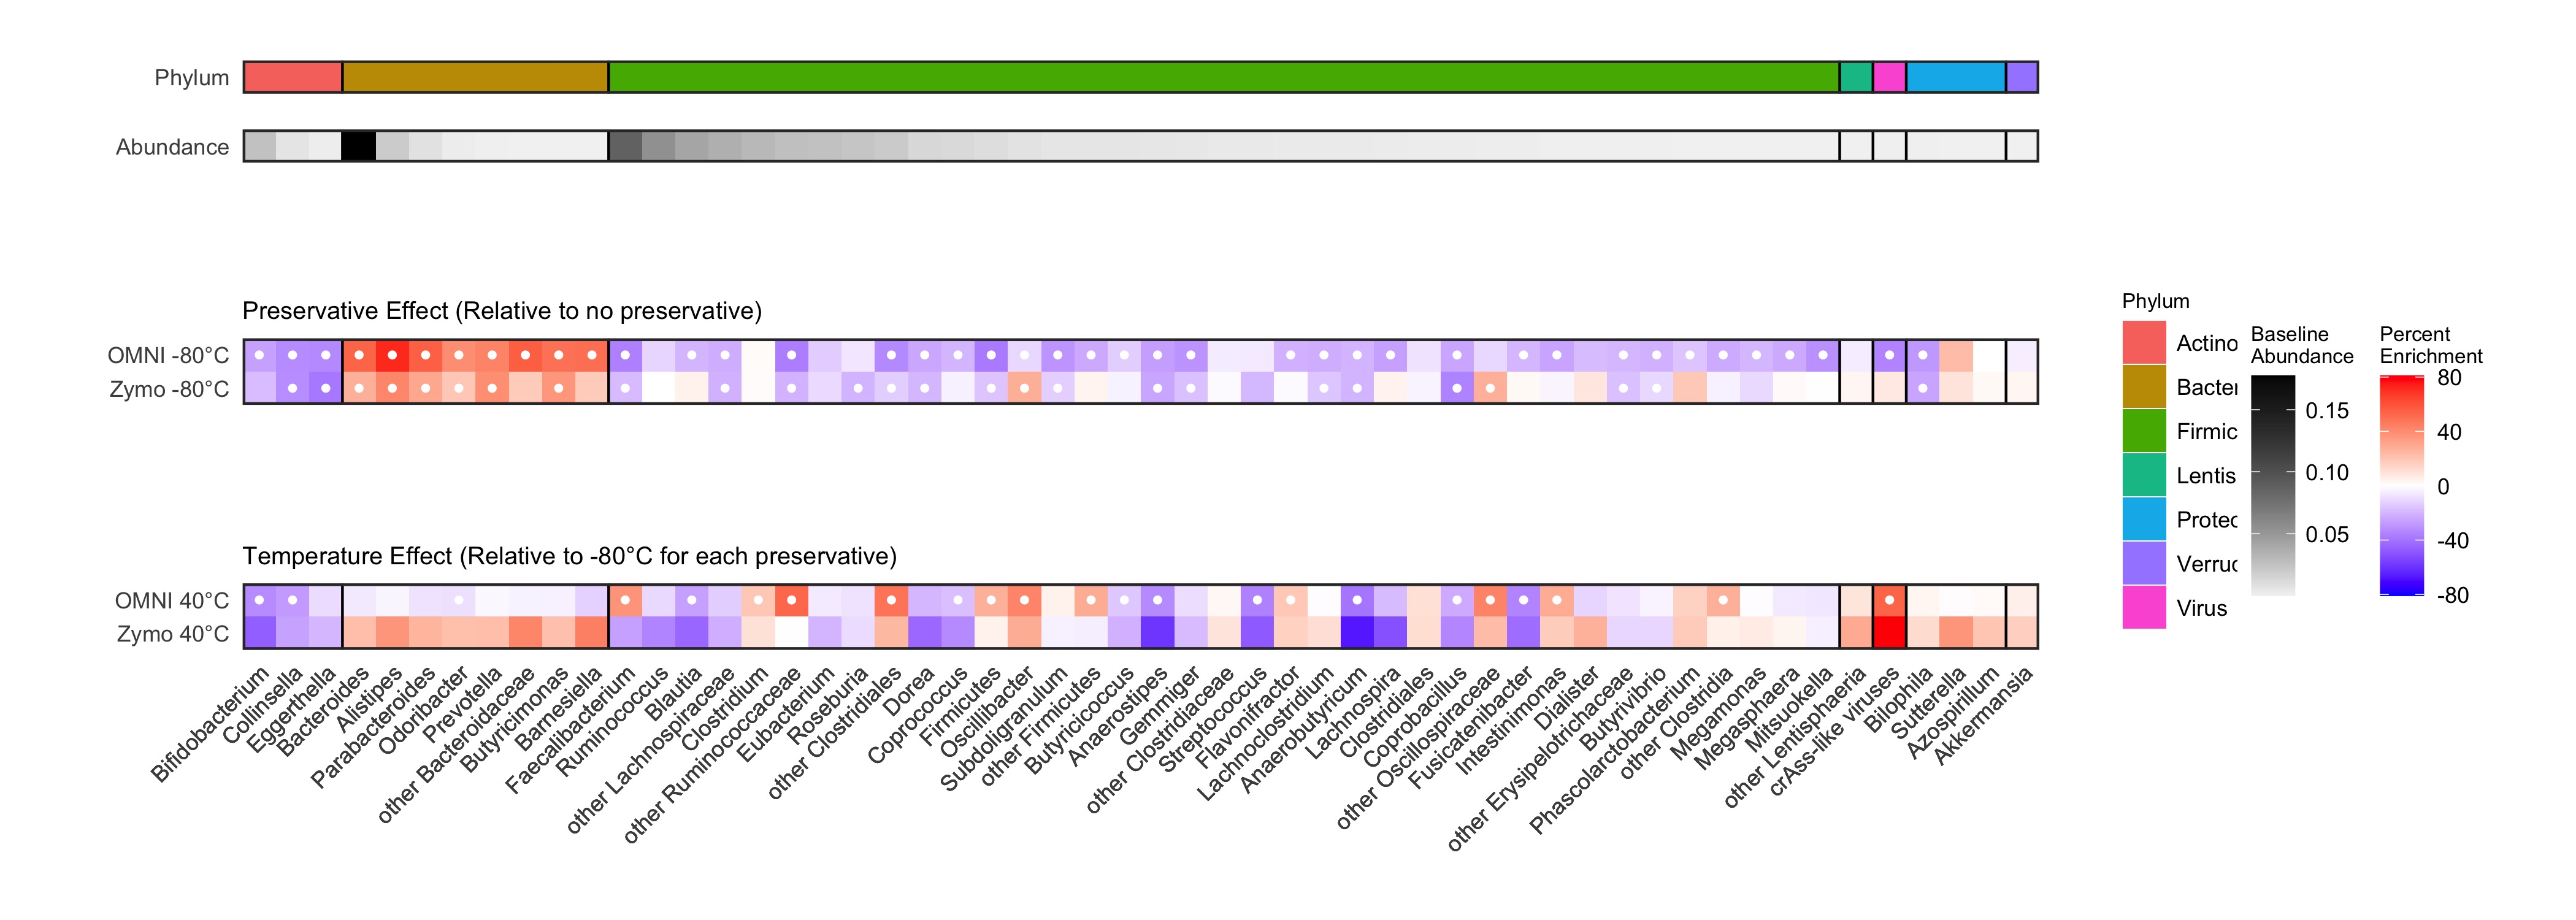 Phylum
Abundance
Preservative Effect (Relative to no preservative)
OMNI -80°C
Zymo -80°C
Temperature Effect (Relative to -80°C for each preservative)
OMNI 40°C
Zymo 40°C
Bifidobacterium
Collinsella
Eggerthella
Bacteroides
Alistipes
Parabacteroides
Odoribacter
Prevotella
other Bacteroidaceae
Butyricimonas
Barnesiella
Faecalibacterium
Ruminococcus
Blautia
other Lachnospiraceae
Clostridium
other Ruminococcaceae
Eubacterium
Roseburia
other Clostridiales
Dorea
Coprococcus
Firmicutes
Oscillibacter
Subdoligranulum
other Firmicutes
Butyricicoccus
Anaerostipes
Gemmiger
other Clostridiaceae
Streptococcus
Flavonifractor
Lachnoclostridium
Anaerobutyricum
Lachnospira
Clostridiales
Coprobacillus
other Oscillospiraceae
Fusicatenibacter
Intestinimonas
Dialister
other Erysipelotrichaceae
Butyrivibrio
Phascolarctobacterium
other Clostridia
Megamonas
Megasphaera
Mitsuokella
other Lentisphaeria
crAss-like viruses
Bilophila
Sutterella
Azospirillum
Akkermansia
Phylum
Actino
Bacter
Firmic
Lentis
Protec
Verruc
Virus
Baseline
Abundance
0.15
0.10
0.05
Percent
Enrichment
80
40
0
-40
-80